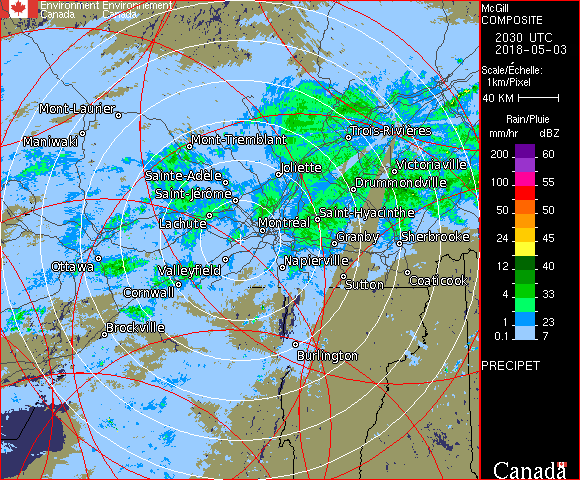 Environment Environnement
Canada Canada
McGill
COMPOSITE
2030 UTC
2018-05-03
Scale/Échelle:
1km/Pixel
40 KM
Rain/Pluie
mm/hr dBZ
200 60
150 55
100 50
50 45
24 40
12 33
4 23
1 7
0.1
PRECIPET
Canada
Mont-Laurier
Maniwaki
Mont-Tremblant
Trois-Rivières
Sainte-Adèle
Joliette
Victoriaville
Saint-Jérôme
Drummondville
Lachute
Montréal
Saint-Hyacinthe
Granby
Sherbrooke
Ottawa
Valleyfield
Napierville
Cornwall
Sutton
Coaticook
Brockville
Burlington